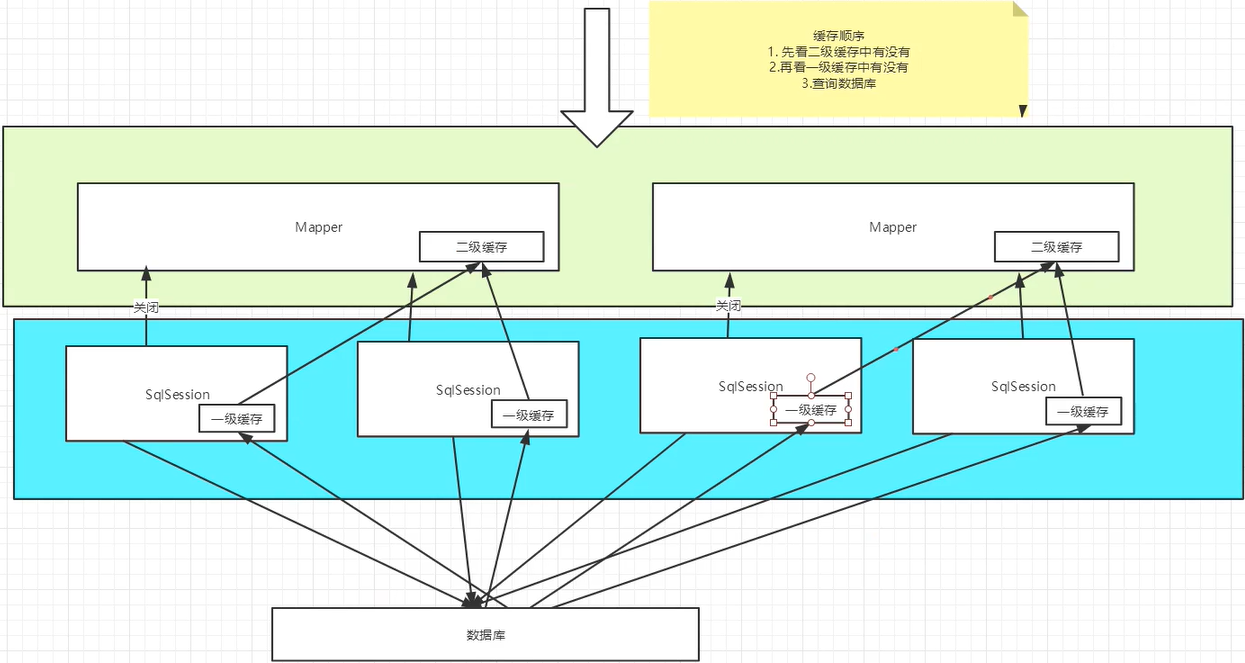 缓存顺序
1. 先看二级缓存中有没有
2.再看一级缓存中有没有
3.查询数据库
Mapper
二级缓存
Mapper
二级缓存
关闭
关闭
SqlSession
一级缓存
SqlSession
一级缓存
SqlSession
一级缓存
SqlSession
一级缓存
数据库